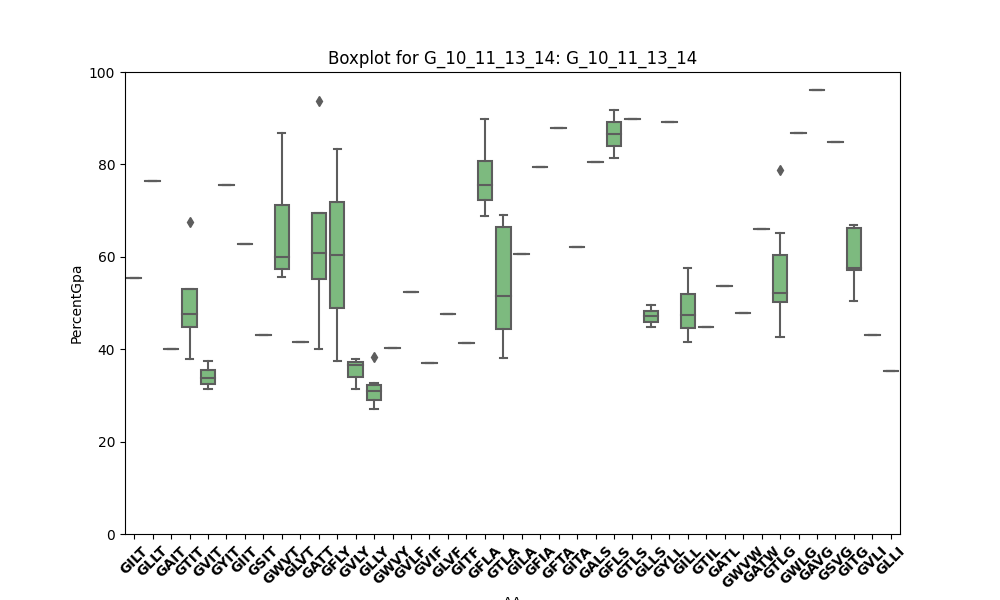 Boxplot for G_10_11_13_14: G_10_11_13_14
100
80
60
40
20
0
PercentGpa
GILT GLLT GAIT GTIT GVIT GYIT GIIT GSIT GWVT GLVT GATT GFLY GVLY GLLY GWVY GVLF GVIF GLVF GITF GFLA GTLA GILA GFIA GFTA GITA GALS GFLS GTLS GLLS GYLL GILL GTIL GATL GWVW GATW GTLG GWLG GAVG GSVG GITG GVLI GLLI